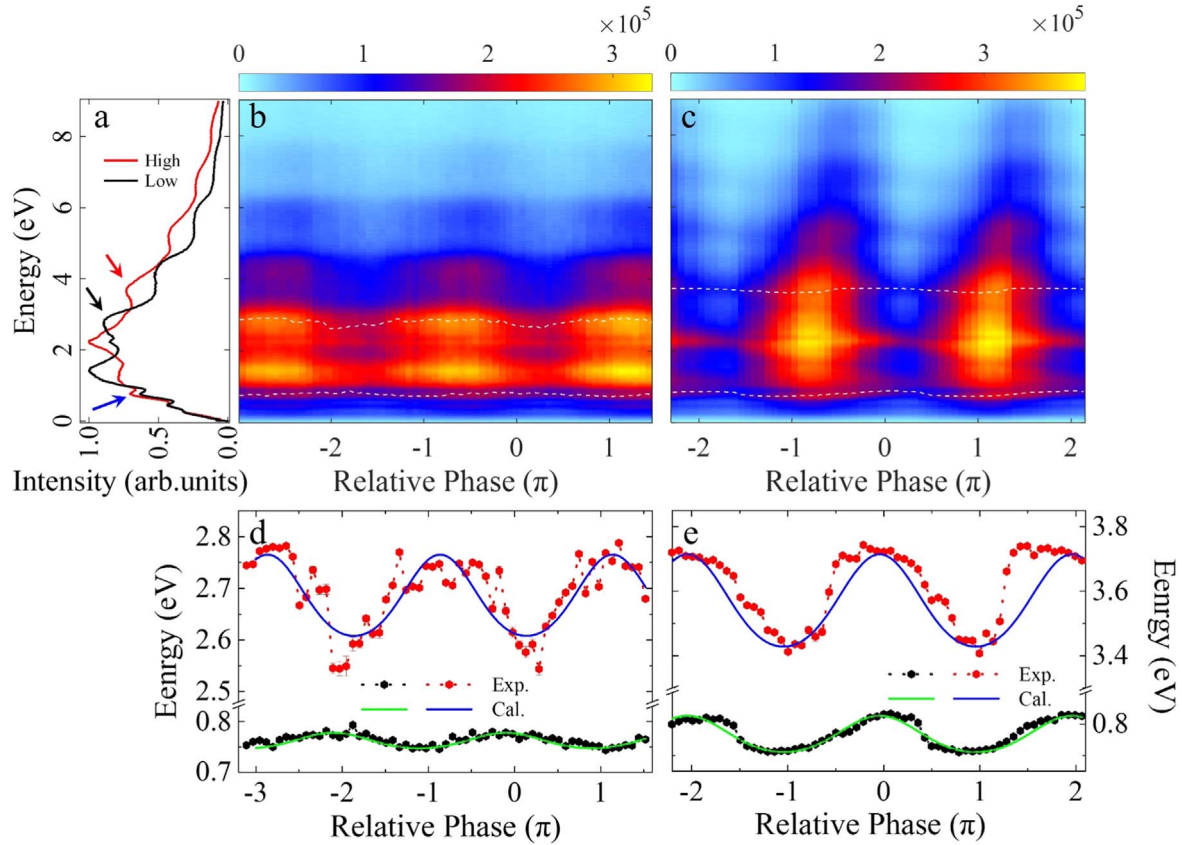 ×10⁵
×10⁵
0 1 2 3
0 1 2 3
a
b
c
High
Low
8
6
4
2
0
Energy (eV)
1.0 0.5 0.0
Intensity (arb.units)
-2 -1 0 1
Relative Phase (π)
-2 -1 0 1 2
Relative Phase (π)
d
e
2.8
2.7
2.6
2.5
0.8
0.7
Eenrgy (eV)
Exp.
Cal.
-3 -2 -1 0 1
Relative Phase (π)
3.8
3.6
3.4
0.8
Eenrgy (eV)
Exp.
Cal.
-2 -1 0 1 2
Relative Phase (π)